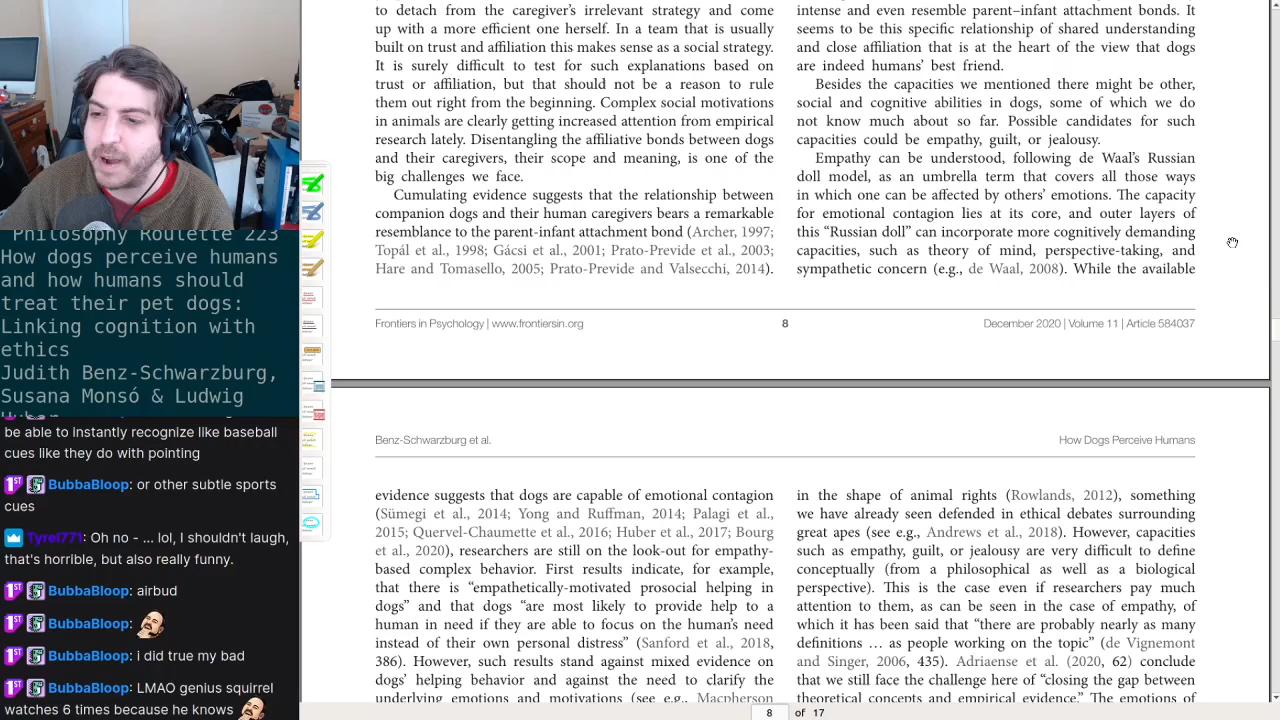 Philosophy Roulette 223
How dogs perceive humans
and how humans should
treat their pet dogs:
Linking cognition with
ethics
Judith Benz-Schwarzburg,
Susana Monsó & Ludwig
be able to instantly recognize like baseball
cues like they do with pointing
BubbaBloop: or other subtle sports
cues
Tyrel771: Oh no - ... lol, I shouldn't laugh,
that's horrible, but also really funny.
BubbaBloop: airbud
BubbaBloop:
BubbaBloop: i did true my bad
BubbaBloop: LMAO genius squirrel
watches 6 times because he knows
to detach from the caregiver's irrelevant strategy and come
up with a more efficient one herself. In a team that is usually
built on trust and affiliation this makes sense as a social strategy.
It is surely difficult to test for such explanations based on
trust or affiliation, but that should not be a reason to rule
them out right from the beginning. Complex social motivations
in animals are clearly getting increased attention from empirical
research lately. Disentangling the affiliative bonds between dogs
and their caregivers, their scope and meaning is one of the
big challenges we face.
Cumulating evidence suggests that the relationship between
companion dogs and their human caregiver bears a remarkable
resemblance to the parent-infant attachment bond (Archer, 1997;
Topál et al., 1998; Gácsi et al., 2001; Prato-Previde et al., 2003;
Hare and Tomasello, 2005; Prato-Previde and Valsecchi, 2014).
intense and even resemble parent–infant attachment bonds. It
seems to be this specific relationship of shared understanding
and close affiliation that is at the heart of the view that dogs
are indeed humans' best friend.
Besides the capacities we mentioned there might be other,
social and cognitive abilities in dogs, some of which we do
not know much about so far. Possible candidates for such
capacities could be empathy, guilt, and jealousy.
Empathy can be understood, following de Waal's Russian
doll model, as an umbrella term that covers all those ways
in which one can be affected by others' emotions. The capacity
for emotional contagion lies at its core, and outer layers of
this "Russian doll" can incorporate more cognitively demanding
capacities, such as imitation, theory of mind, perspective-taking, or
sympathetic concern (e.g., de Waal, 2008). While the available
Frontiers in Psychology | www.frontiersin.org
8
2020 | Volume 11 | Article 584037
Benz-Schwarzburg et al.
How Dogs Perceive Humans
evidence suggests that dogs are capable of emotional contagion
(Sümegi et al., 2014; Yong and Ruffman, 2014; Palagi et al.,
2015; Quervel-Chaumette et al., 2016; Huber et al., 2017; Bourg
et al., 2020), researchers are still on the look-out for empathy-
based complex behavior. First results indicate, for example,
that there is "empathetically-motivated prosocial helping in
dogs" and that dogs "are most likely to provide help to a
human in need if they are able to focus on the human's need
instead of their own personal distress" (Sanford et al., 2018,
386). However, such results stand against mixed evidence on
dogs' helping behavior and against the need to clarify the
underlying emotions and motivations (see, e.g., Macpherson
in a scope of moral rights or personhood, as some authors
we have already seen defended in ethical debates surrounding
great apes (see e.g., Andrews et al., 2018). However, capacities
such as empathy, guilt, or jealousy are very difficult to define
conceptually (from a philosophical as well as a biological
perspective). This is the case even if researchers pay much
attention to them, as can be seen in the case of empathy, of
which it has been said that "there are probably nearly as many
definitions … as people working on the topic" (de Vignemont
and Singer, 2006, 435). Adriaense et al. (2020, 62) conclude
that we still face the challenge here of "closing the gap between
theoretical concepts and empirical evidence." The emotions of
8 of 17